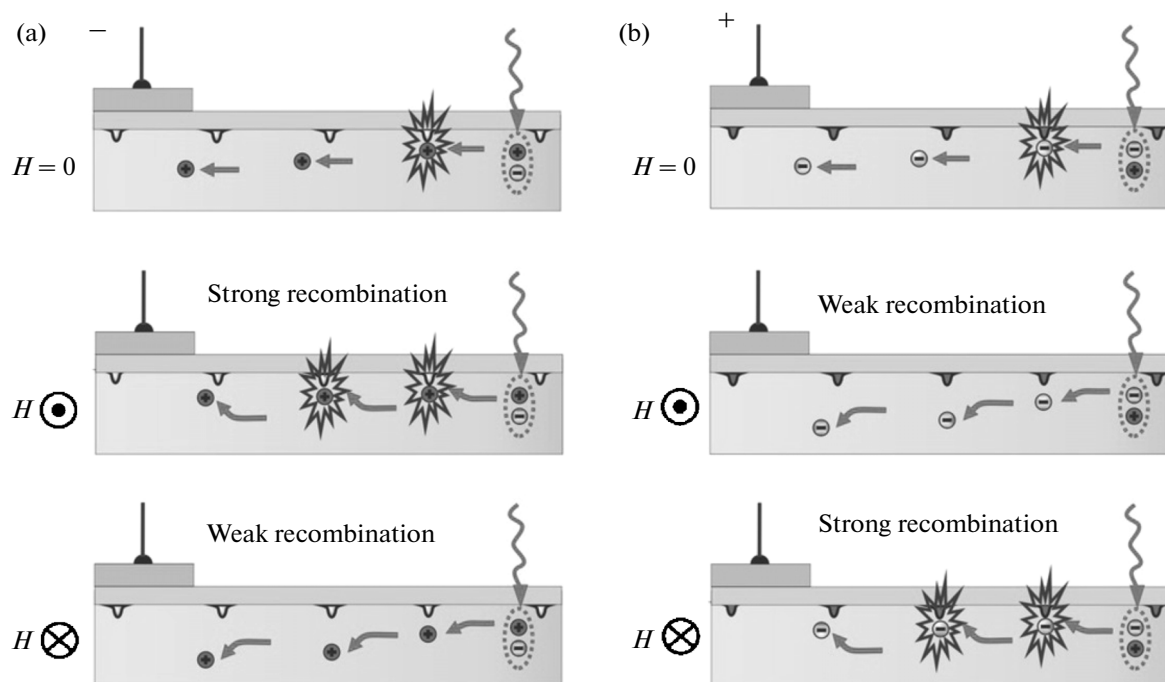 (a) −
H = 0
Strong recombination
H
Weak recombination
H
(b) +
H = 0
Weak recombination
H
Strong recombination
H